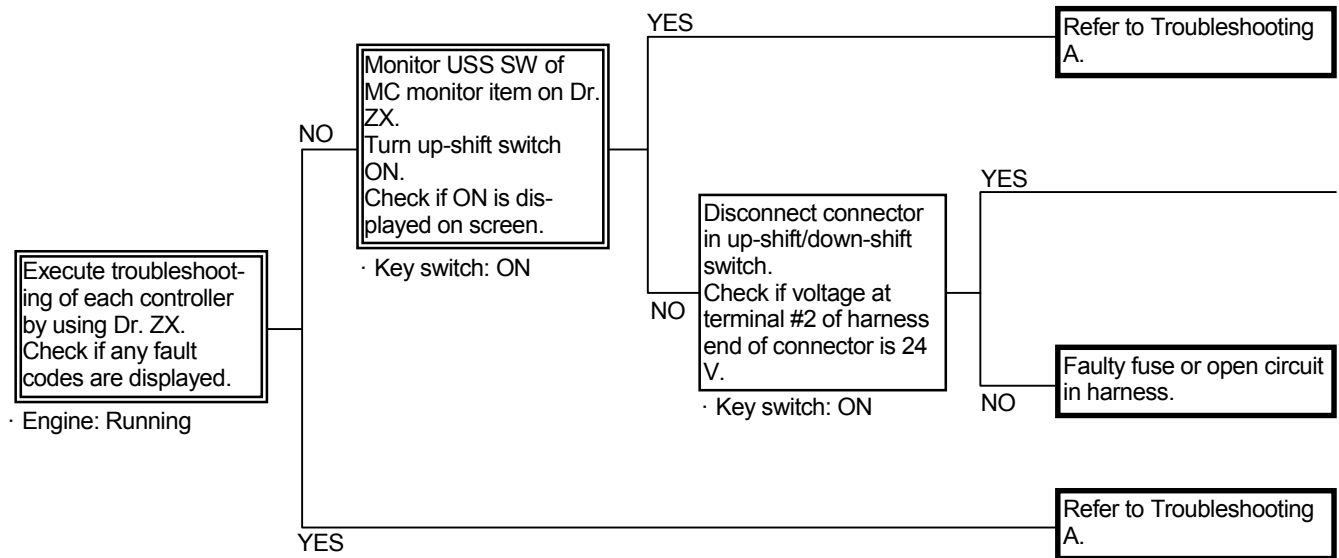 YES
Refer to Troubleshooting
A.
Monitor USS SW of
MC monitor item on Dr.
ZX.
Turn up-shift switch
ON.
Check if ON is dis-
played on screen.
· Key switch: ON
NO
YES
Disconnect connector
in up-shift/down-shift
switch.
Check if voltage at
terminal #2 of harness
end of connector is 24
V.
· Key switch: ON
NO
Execute troubleshoot-
ing of each controller
by using Dr. ZX.
Check if any fault
codes are displayed.
· Engine: Running
Faulty fuse or open circuit
in harness.
NO
Refer to Troubleshooting
A.
YES